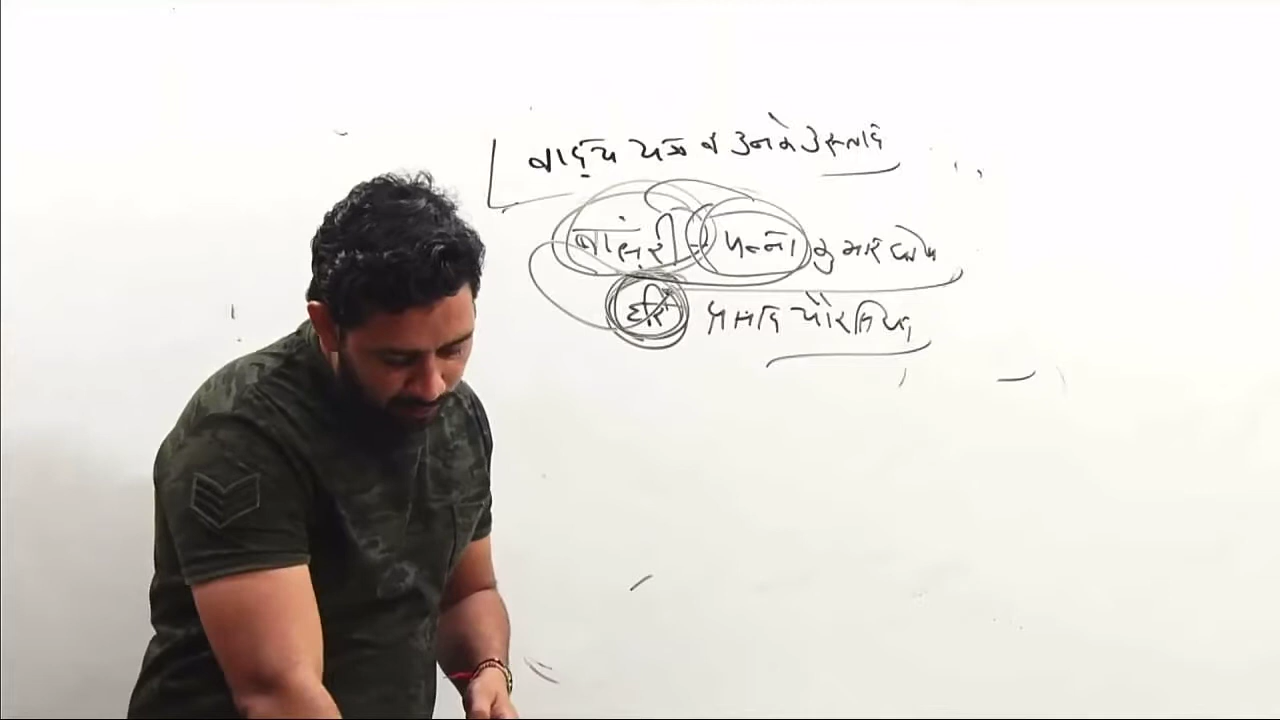 वाद्य यंत्र व उनके उस्ताद
बांसुरी :- पन्ना कुमार घोष
हरि प्रसाद चौरसिया